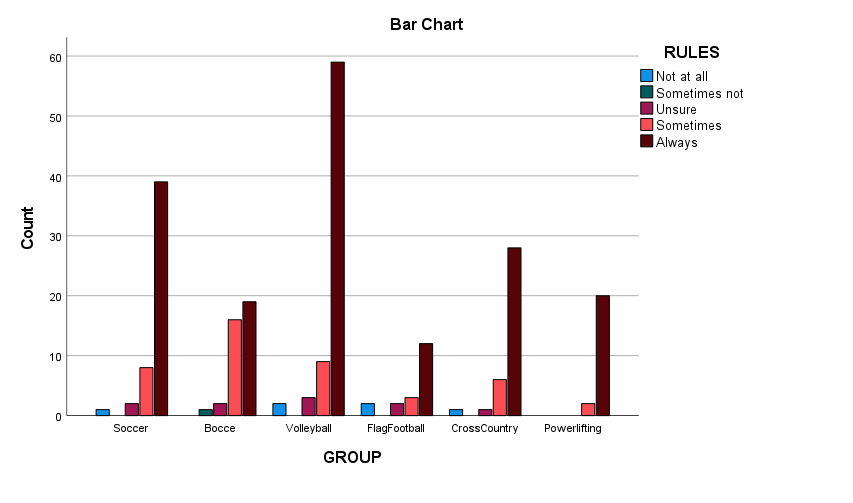 Bar Chart
RULES
Not at all
Sometimes not
Unsure
Sometimes
Always
Count
60
50
40
30
20
10
0
Soccer Bocce Volleyball FlagFootball CrossCountry Powerlifting
GROUP